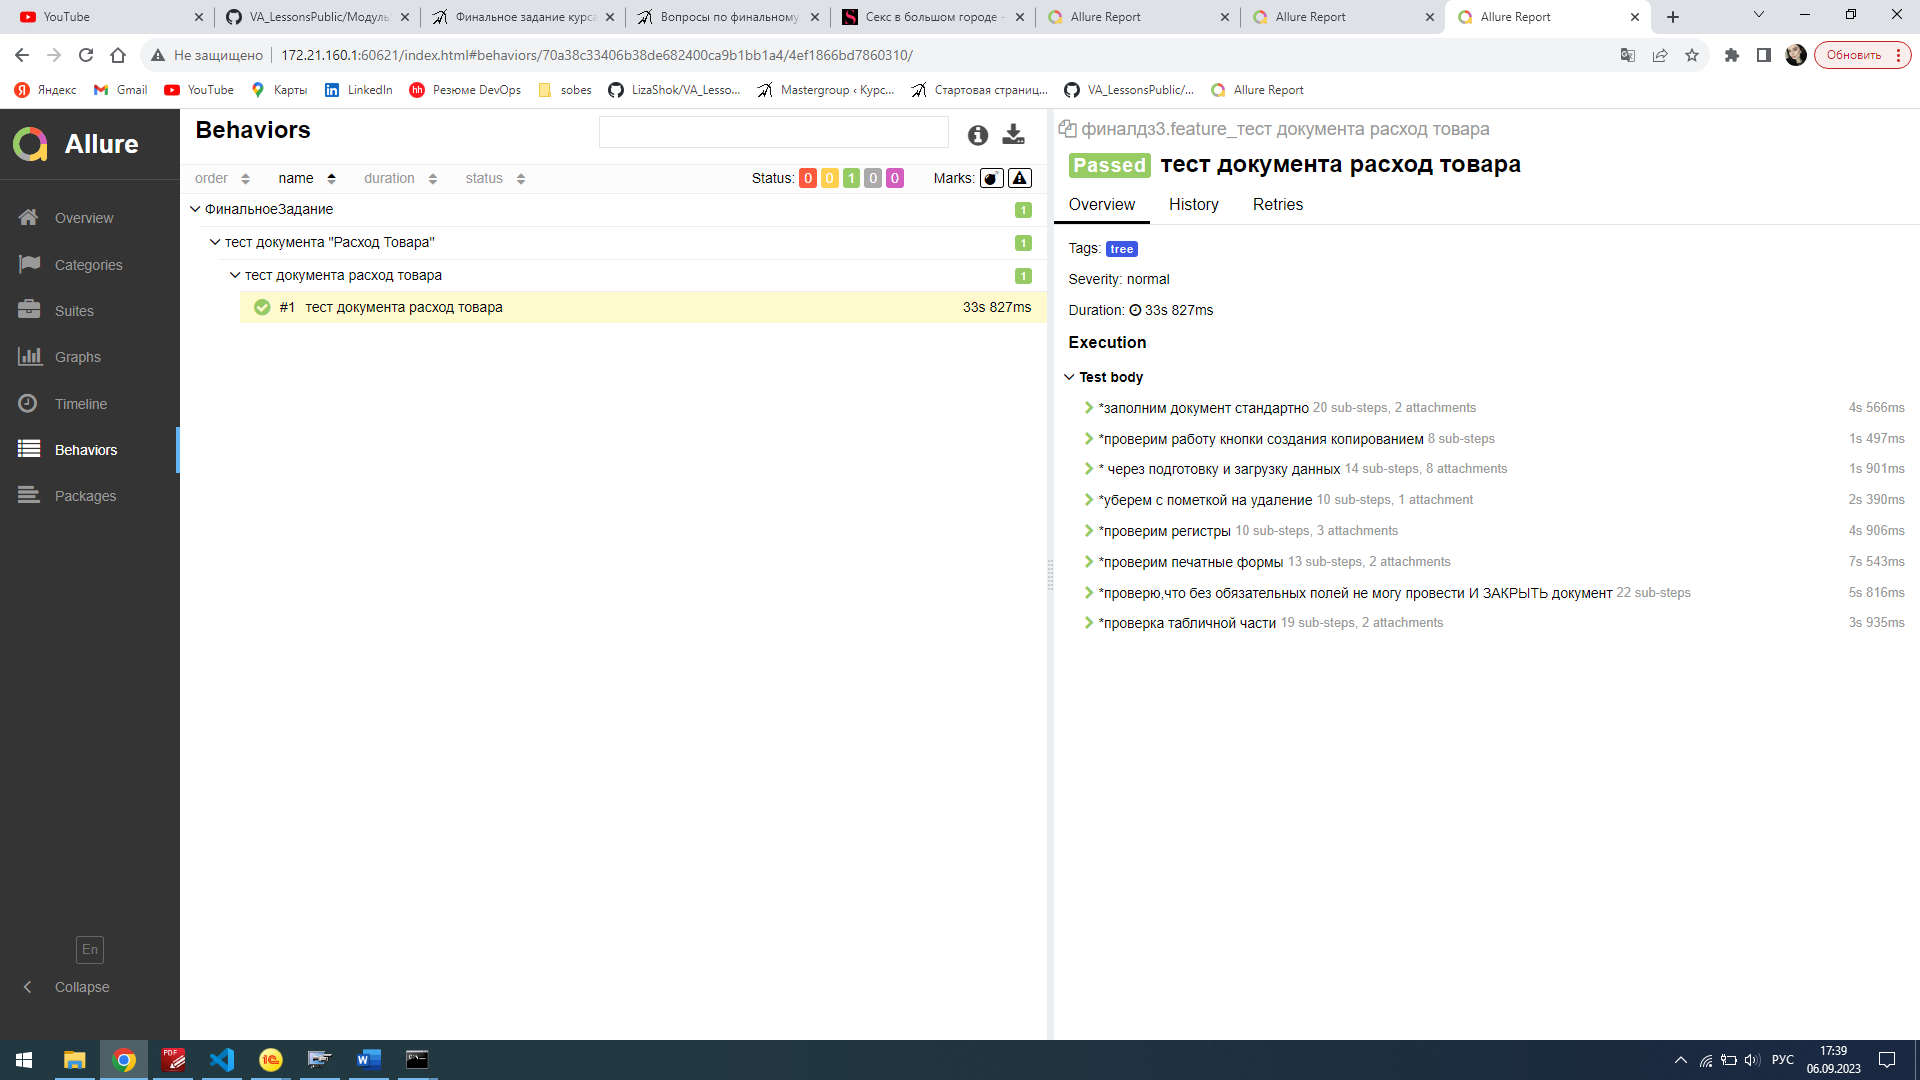 YouTube
VA_LessonsPublic/Модуль
Финальное задание курса
Вопросы по финальному
Секс в большом городе -
Allure Report
Allure Report
Allure Report
Не защищено
172.21.160.1:60621/index.html#behaviors/70a38c33406b38de682400ca9b1bb1a4/4ef1866bd7860310/
Обновить
Яндекс
Gmail
YouTube
Карты
LinkedIn
Резюме DevOps
sobes
LizaShok/VA_Lesso...
Mastergroup ‹ Курс...
Стартовая страниц...
VA_LessonsPublic/...
Allure Report
Allure
Overview
Categories
Suites
Graphs
Timeline
Behaviors
Packages
En
Collapse
Behaviors
order name duration status
Status: 0 0 1 0 0 Marks:
ФинальноеЗадание 1
тест документа "Расход Товара" 1
тест документа расход товара 1
#1 тест документа расход товара 33s 827ms
финалдз3.feature_тест документа расход товара
Passed тест документа расход товара
Overview History Retries
Tags: tree
Severity: normal
Duration: 33s 827ms
Execution
Test body
*заполним документ стандартно 20 sub-steps, 2 attachments 4s 566ms
*проверим работу кнопки создания копированием 8 sub-steps 1s 497ms
* через подготовку и загрузку данных 14 sub-steps, 8 attachments 1s 901ms
*уберем с пометкой на удаление 10 sub-steps, 1 attachment 2s 390ms
*проверим регистры 10 sub-steps, 3 attachments 4s 906ms
*проверим печатные формы 13 sub-steps, 2 attachments 7s 543ms
*проверю,что без обязательных полей не могу провести И ЗАКРЫТЬ документ 22 sub-steps 5s 816ms
*проверка табличной части 19 sub-steps, 2 attachments 3s 935ms
РУС
17:39
06.09.2023